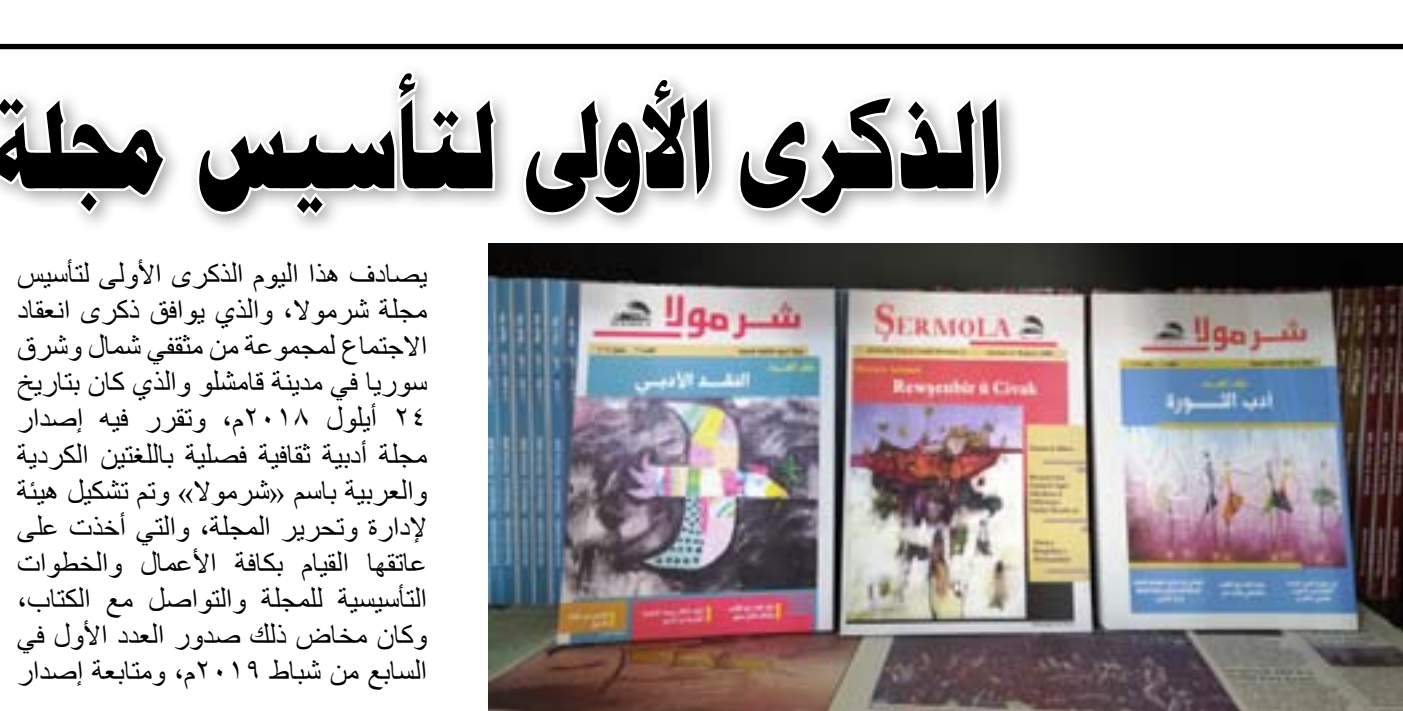 الذكرى الأولى لتأسيس مجلة
يصادف هذا اليوم الذكرى الأولى لتأسيس
مجلة شرمولا، والذي يوافق ذكرى انعقاد
الاجتماع لمجموعة من مثقفي شمال وشرق
سوريا في مدينة قامشلو والذي كان بتاريخ
٢٤ أيلول ٢٠١٨م، وتقرر فيه إصدار
مجلة أدبية ثقافية فصلية باللغتين الكردية
والعربية باسم «شرمولا» وتم تشكيل هيئة
لإدارة وتحرير المجلة، والتي أخذت على
عاتقها القيام بكافة الأعمال والخطوات
التأسيسية للمجلة والتواصل مع الكتاب،
وكان مخاض ذلك صدور العدد الأول في
السابع من شباط ٢٠١٩م، ومتابعة إصدار
شرمولا
أدب الثورة
ŞERMOLA
Rewşenbîr û Civak
شرمولا
النقد الأدبي